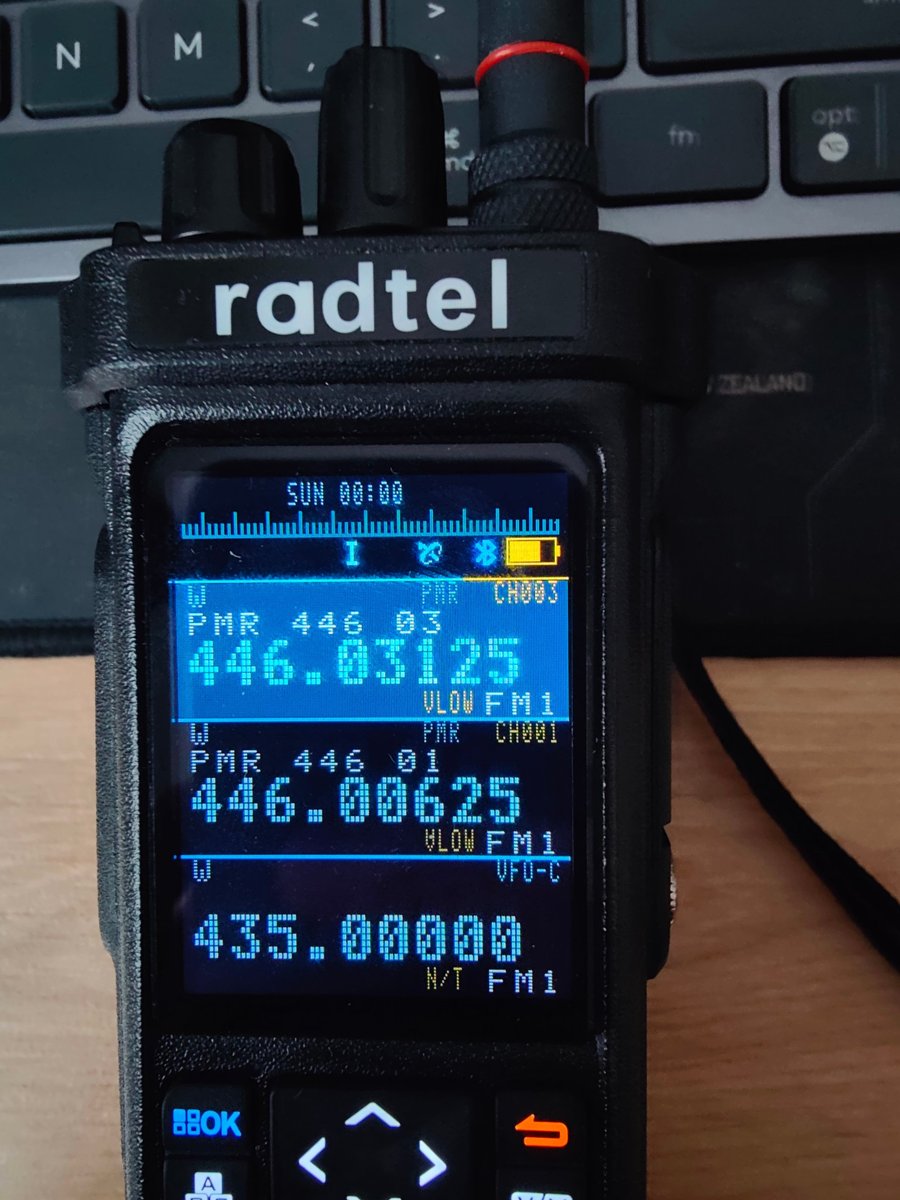 N M < , >
fn opt
radtel
ZEALAND
SUN 00:00
I
W PMR CH003
PMR 446 03
446.03125
VLOW FM1
W PMR CH001
PMR 446 01
446.00625
VLOW FM1
W VFO-C
435.00000
N/T FM1
OK
A